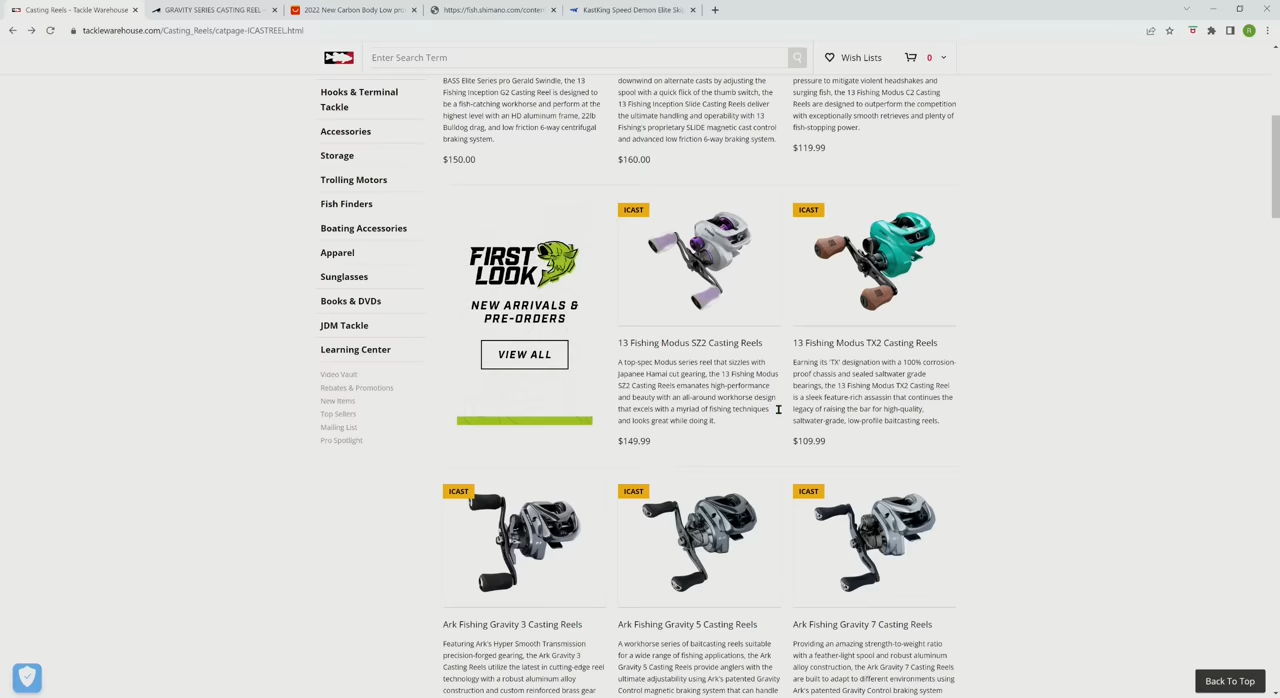 Casting Reels - Tackle Warehouse
GRAVITY SERIES CASTING REEL -
2022 New Carbon Body Low pro
https://fish.shimano.com/conten
KastKing Speed Demon Elite Ski
tacklewarehouse.com/Casting_Reels/catpage-ICASTREEL.html
R
Enter Search Term
Wish Lists
0
Hooks & Terminal
Tackle
Accessories
Storage
Trolling Motors
Fish Finders
Boating Accessories
Apparel
Sunglasses
Books & DVDs
JDM Tackle
Learning Center
Video Vault
Rebates & Promotions
New Items
Top Sellers
Mailing List
Pro Spotlight
BASS Elite Series pro Gerald Swindle, the 13
Fishing Inception G2 Casting Reel is designed to
be a fish-catching workhorse and perform at the
highest level with an HD aluminum frame, 22lb
Bulldog drag, and low friction 6-way centrifugal
braking system.
$150.00
downwind on alternate casts by adjusting the
spool with a quick flick of the thumb switch, the
13 Fishing Inception Slide Casting Reels deliver
the ultimate handling and operability with 13
Fishing's proprietary SLIDE magnetic cast control
and advanced low friction 6-way braking system.
$160.00
pressure to mitigate violent headshakes and
surging fish, the 13 Fishing Modus C2 Casting
Reels are designed to outperform the competition
with exceptionally smooth retrieves and plenty of
fish-stopping power.
$119.99
FIRST
LOOK
NEW ARRIVALS &
PRE-ORDERS
VIEW ALL
ICAST
13 Fishing Modus SZ2 Casting Reels
A top-spec Modus series reel that sizzles with
Japanee Hamai cut gearing, the 13 Fishing Modus
SZ2 Casting Reels emanates high-performance
and beauty with an all-around workhorse design
that excels with a myriad of fishing techniques
and looks great while doing it.
$149.99
ICAST
13 Fishing Modus TX2 Casting Reels
Earning its 'TX' designation with a 100% corrosion-
proof chassis and sealed saltwater grade
bearings, the 13 Fishing Modus TX2 Casting Reel
is a sleek feature-rich assassin that continues the
legacy of raising the bar for high-quality,
saltwater-grade, low-profile baitcasting reels.
$109.99
ICAST
Ark Fishing Gravity 3 Casting Reels
Featuring Ark's Hyper Smooth Transmission
precision-forged gearing, the Ark Gravity 3
Casting Reels utilize the latest in cutting-edge reel
technology with a robust aluminum alloy
construction and custom reinforced brass gear
ICAST
Ark Fishing Gravity 5 Casting Reels
A workhorse series of baitcasting reels suitable
for a wide range of fishing applications, the Ark
Gravity 5 Casting Reels provide anglers with the
ultimate adjustability using Ark's patented Gravity
Control magnetic braking system that can handle
ICAST
Ark Fishing Gravity 7 Casting Reels
Providing an amazing strength-to-weight ratio
with a feather-light spool and robust aluminum
alloy construction, the Ark Gravity 7 Casting Reels
are built to adapt to different environments using
Ark's patented Gravity Control braking system
Back To Top